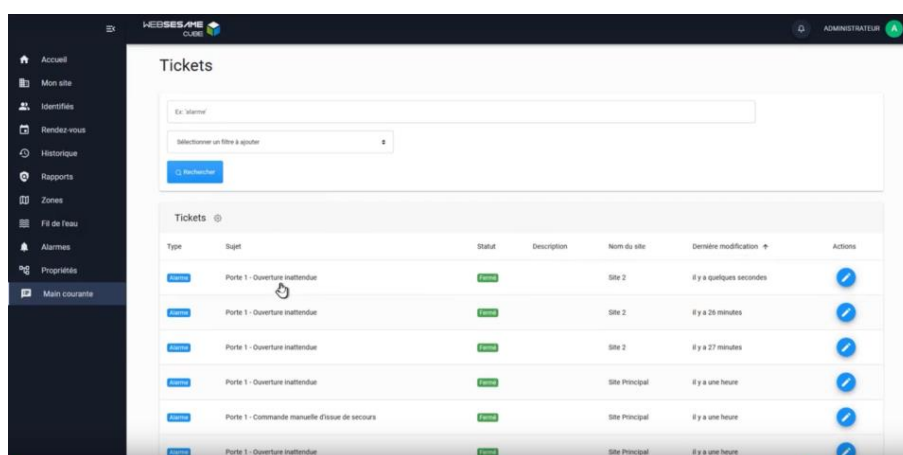 WEBSESAME
CUBE
ADMINISTRATEUR A
Accueil
Mon site
Identifiés
Rendez-vous
Historique
Rapports
Zones
Fil de l'eau
Alarmes
Propriétés
Main courante
Tickets
Ex: 'alarme'
Sélectionner un filtre à ajouter
Rechercher
Tickets
Type Sujet Statut Description Nom du site Dernière modification Actions
Alarme Porte 1 - Ouverture inattendue Fermé Site 2 il y a quelques secondes
Alarme Porte 1 - Ouverture inattendue Fermé Site 2 il y a 26 minutes
Alarme Porte 1 - Ouverture inattendue Fermé Site 2 il y a 27 minutes
Alarme Porte 1 - Ouverture inattendue Fermé Site Principal il y a une heure
Alarme Porte 1 - Commande manuelle d'issue de secours Fermé Site Principal il y a une heure
Alarme Porte 1 - Ouverture inattendue Fermé Site Principal il y a une heure